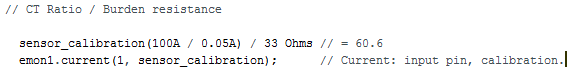 // CT Ratio / Burden resistance
sensor_calibration(100A / 0.05A) / 33 Ohms // = 60.6
emon1.current(1, sensor_calibration); // Current: input pin, calibration.